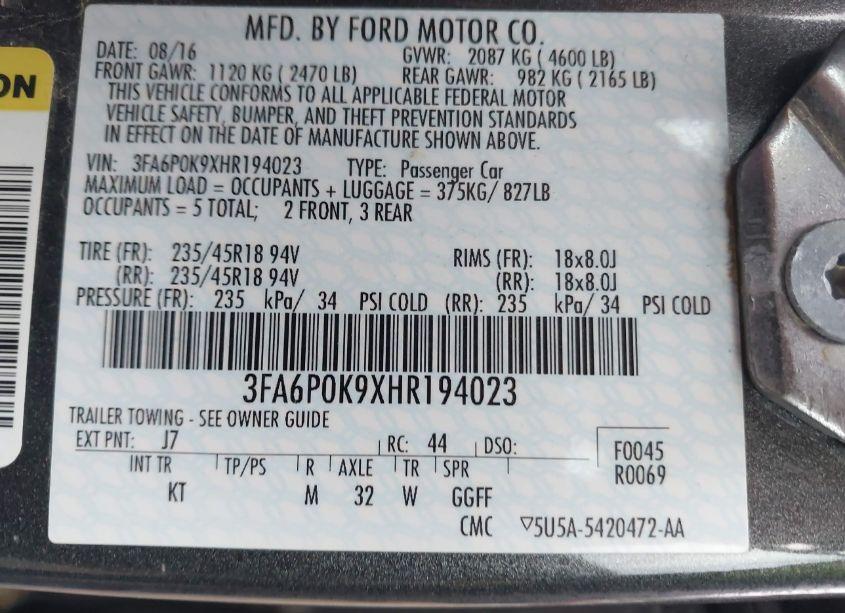 MFD. BY FORD MOTOR CO.
DATE: 08/16 GVWR: 2087 KG (4600 LB)
FRONT GAWR: 1120 KG (2470 LB) REAR GAWR: 982 KG (2165 LB)
THIS VEHICLE CONFORMS TO ALL APPLICABLE FEDERAL MOTOR
VEHICLE SAFETY, BUMPER, AND THEFT PREVENTION STANDARDS
IN EFFECT ON THE DATE OF MANUFACTURE SHOWN ABOVE.
VIN: 3FA6P0K9XHR194023 TYPE: Passenger Car
MAXIMUM LOAD = OCCUPANTS + LUGGAGE = 375KG/ 827LB
OCCUPANTS = 5 TOTAL; 2 FRONT, 3 REAR
TIRE (FR): 235/45R18 94V RIMS (FR): 18x8.0J
(RR): 235/45R18 94V (RR): 18x8.0J
PRESSURE (FR): 235 kPa/ 34 PSI COLD (RR): 235 kPa/ 34 PSI COLD
3FA6P0K9XHR194023
TRAILER TOWING - SEE OWNER GUIDE
EXT PNT: J7 RC: 44 DSO: F0045
R0069
INT TR TP/PS R AXLE TR SPR
KT M 32 W GGFF
CMC ▽5U5A-5420472-AA
ON